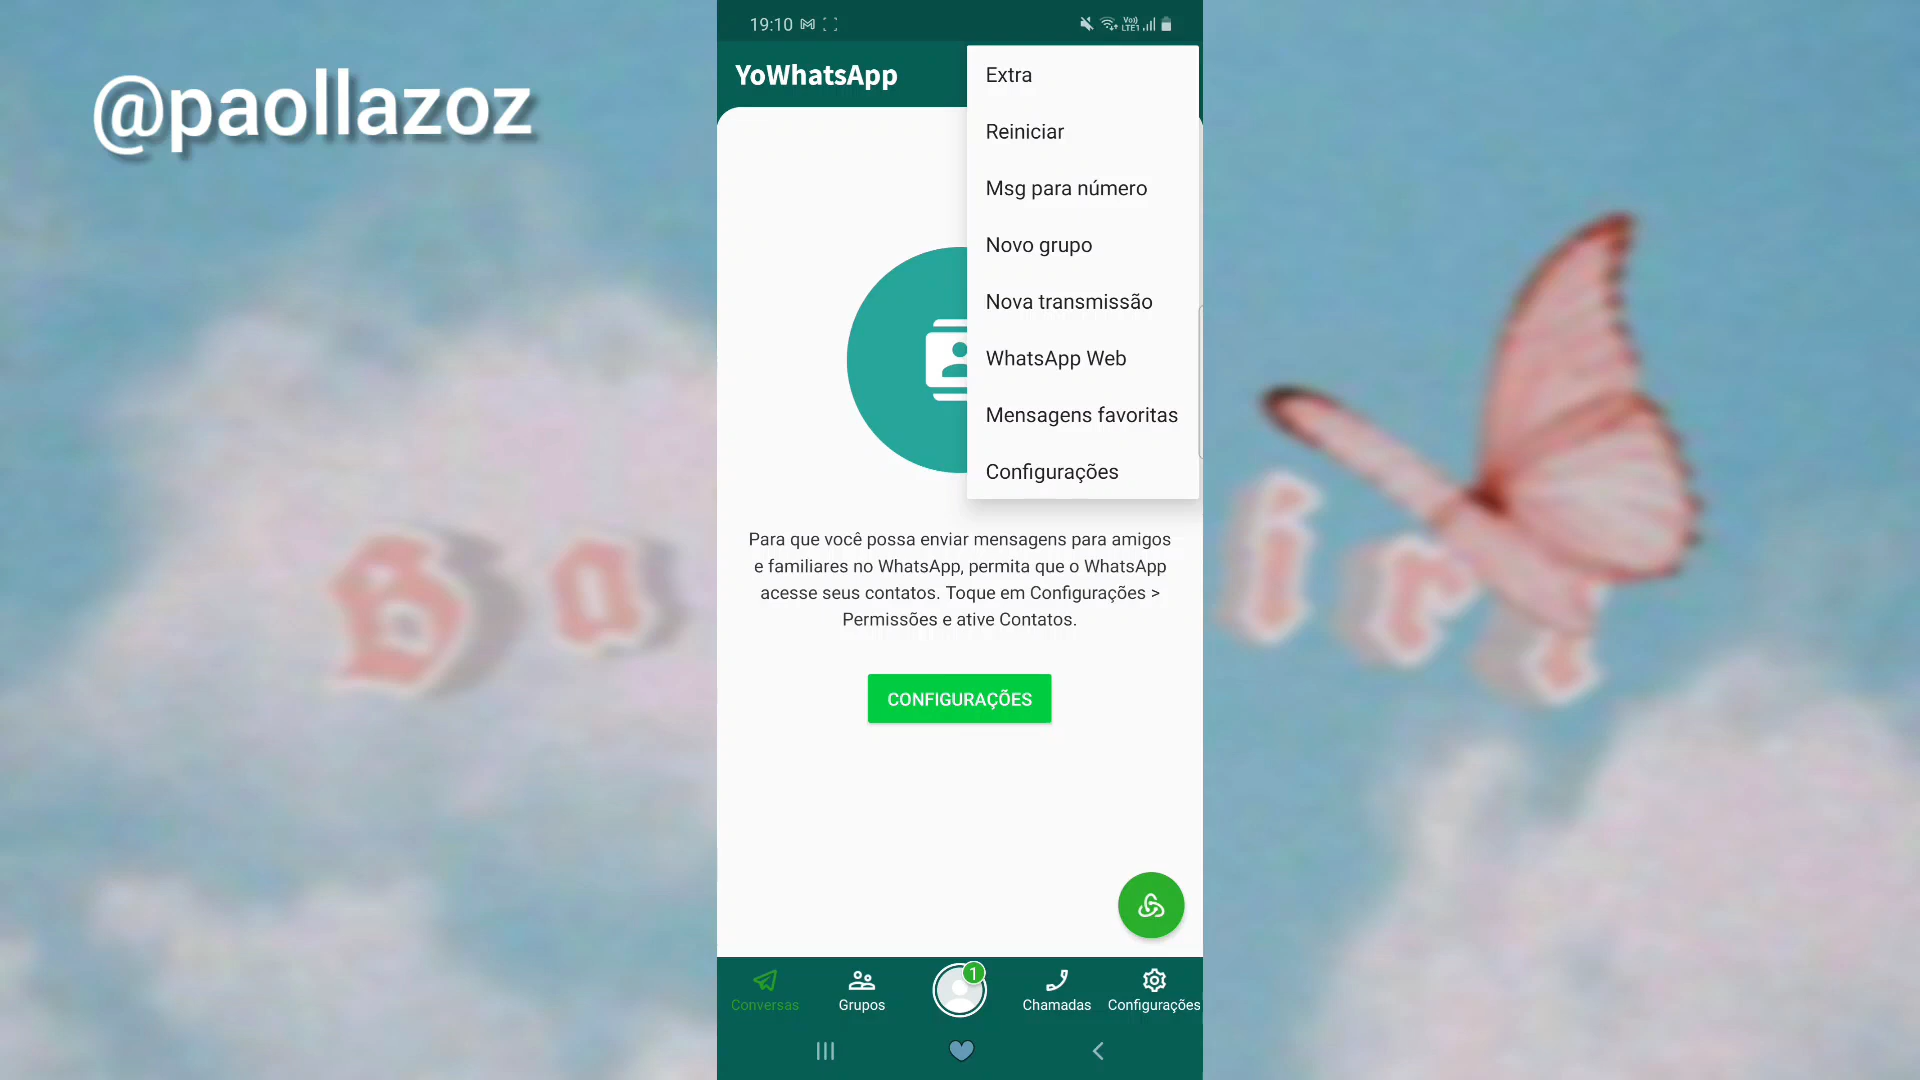 @paollazoz
19:10
Vo))
LTE1
YoWhatsApp
Extra
Reiniciar
Msg para número
Novo grupo
Nova transmissão
WhatsApp Web
Mensagens favoritas
Configurações
Para que você possa enviar mensagens para amigos
e familiares no WhatsApp, permita que o WhatsApp
acesse seus contatos. Toque em Configurações >
Permissões e ative Contatos.
CONFIGURAÇÕES
1
Conversas
Grupos
Chamadas
Configurações